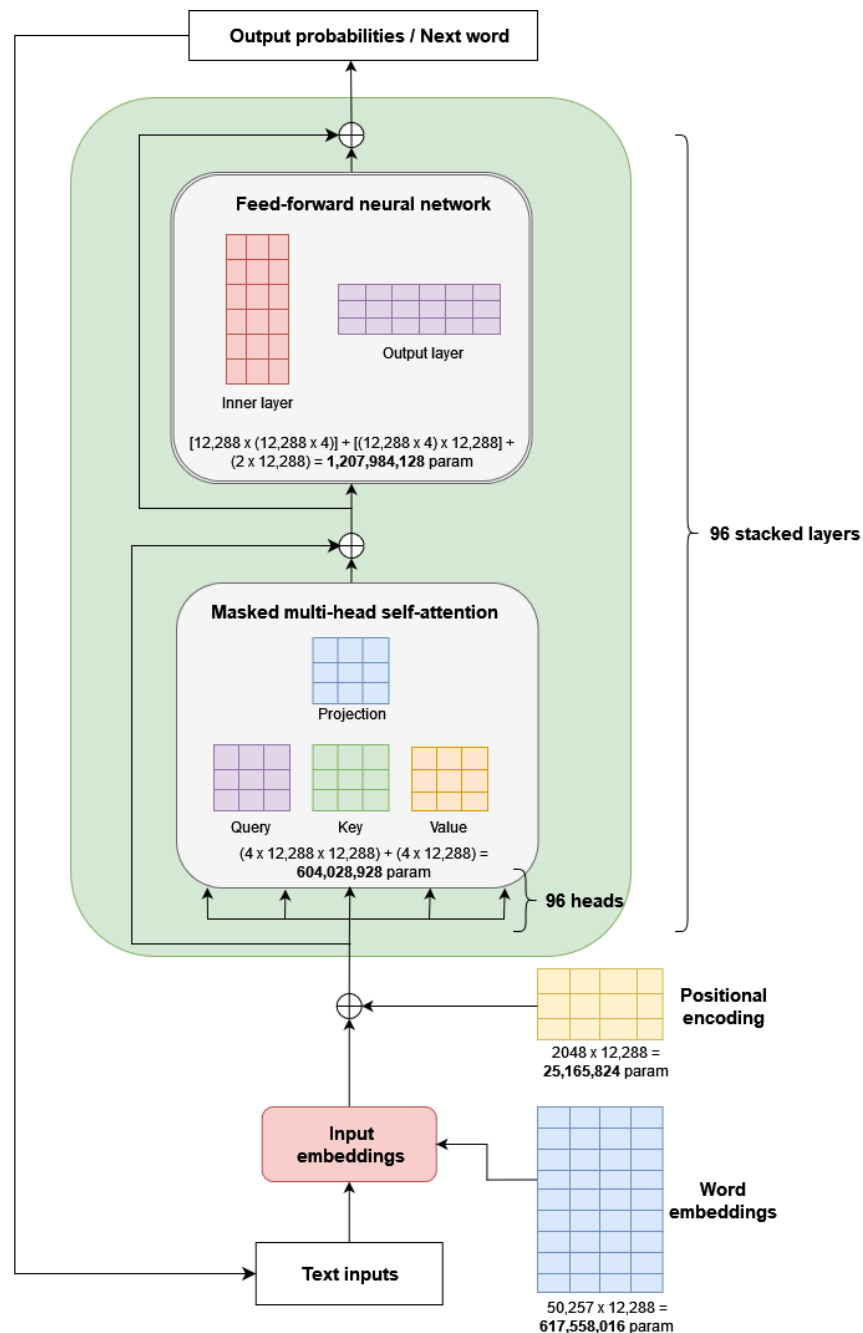 Output probabilities / Next word
Feed-forward neural network
Output layer
Inner layer
[12,288 x (12,288 x 4)] + [(12,288 x 4) x 12,288] +
(2 x 12,288) = 1,207,984,128 param
96 stacked layers
Masked multi-head self-attention
Projection
Query
Key
Value
(4 x 12,288 x 12,288) + (4 x 12,288) =
604,028,928 param
96 heads
Positional
encoding
2048 x 12,288 =
25,165,824 param
Input
embeddings
Word
embeddings
Text inputs
50,257 x 12,288 =
617,558,016 param